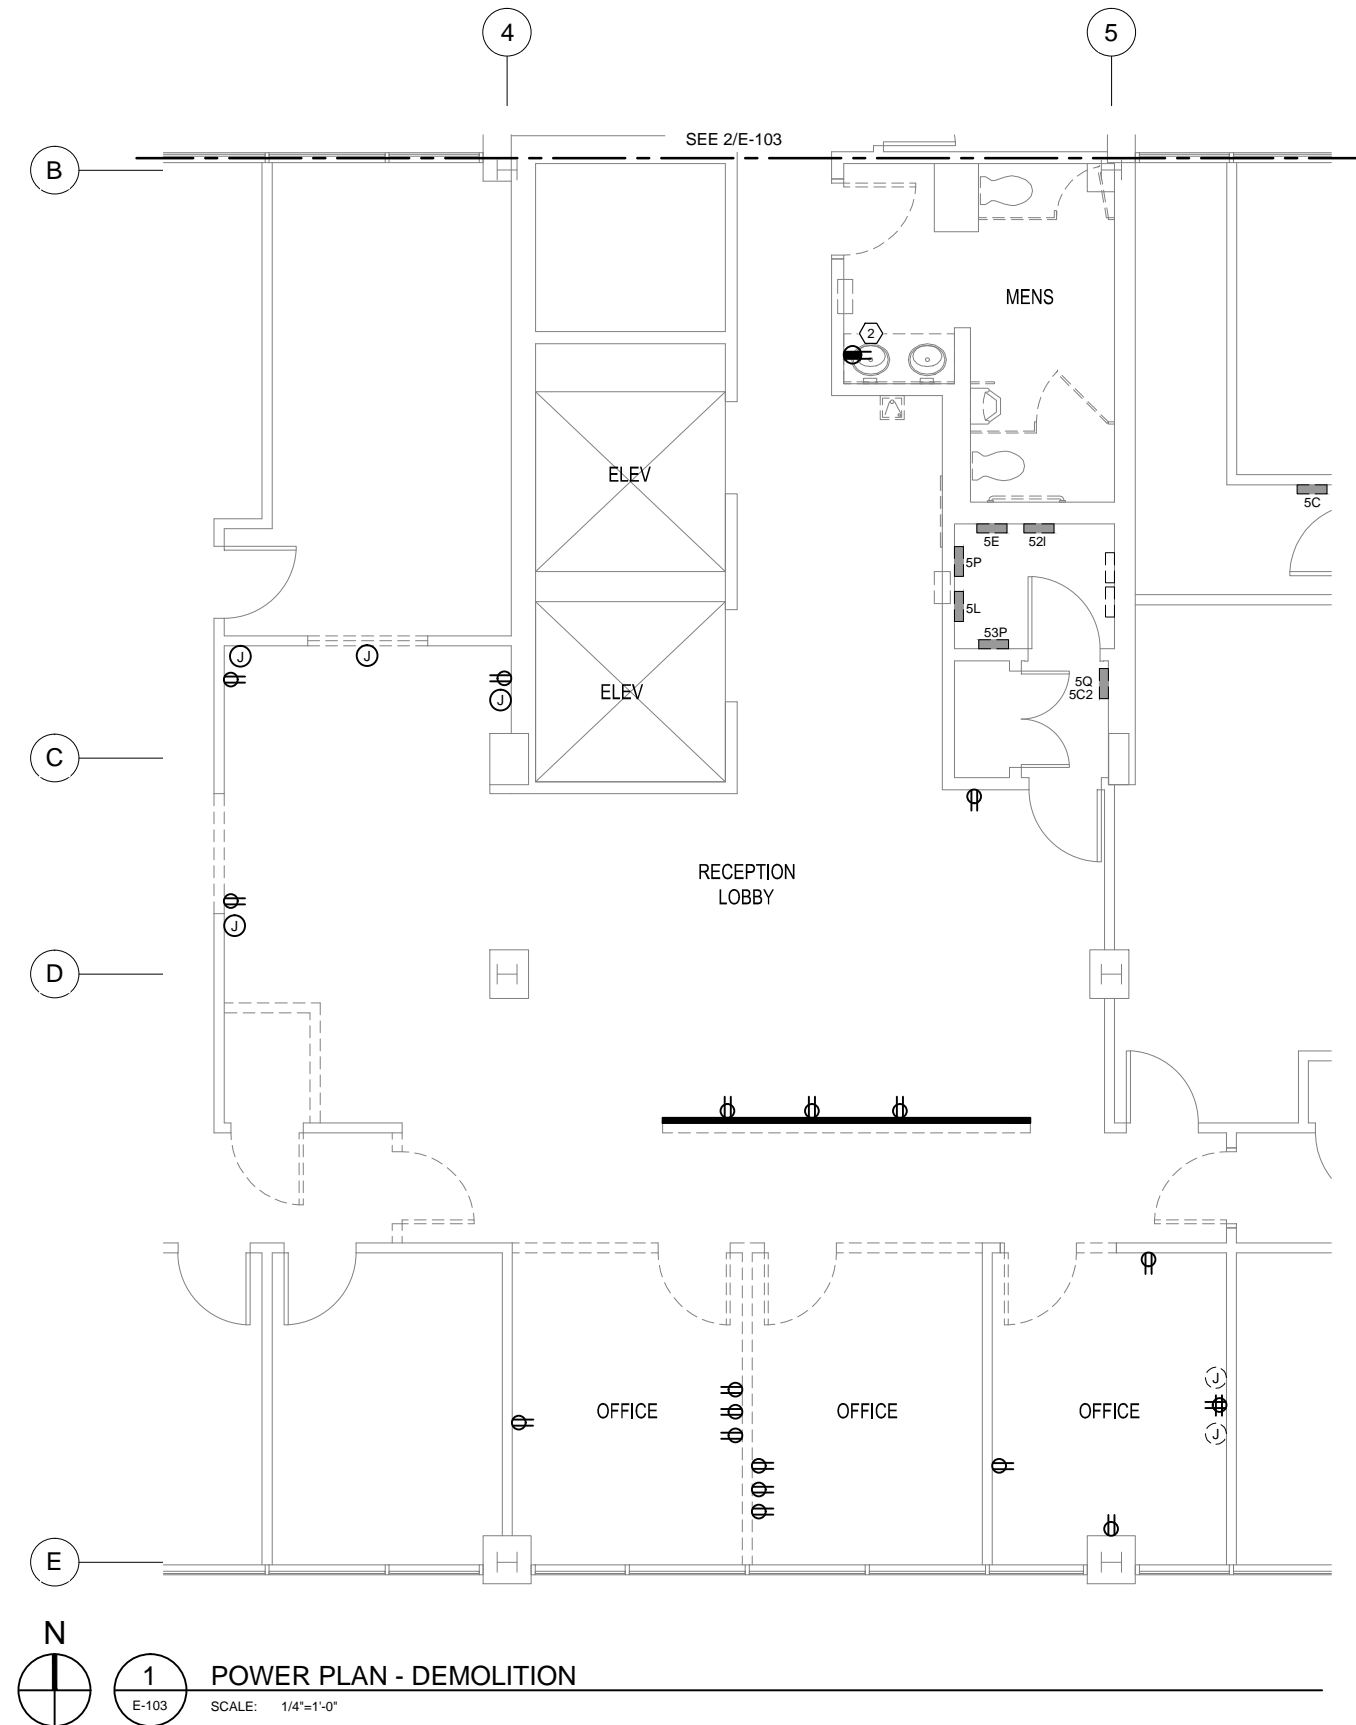 4
5
SEE 2/E-103
B
MENS
2
ELEV
5C
5E
52I
5P
5L
53P
J
J
5Q
5C2
J
ELEV
C
RECEPTION
LOBBY
J
D
J
OFFICE
OFFICE
OFFICE
J
E
N
1
POWER PLAN - DEMOLITION
E-103
SCALE: 1/4"=1'-0"